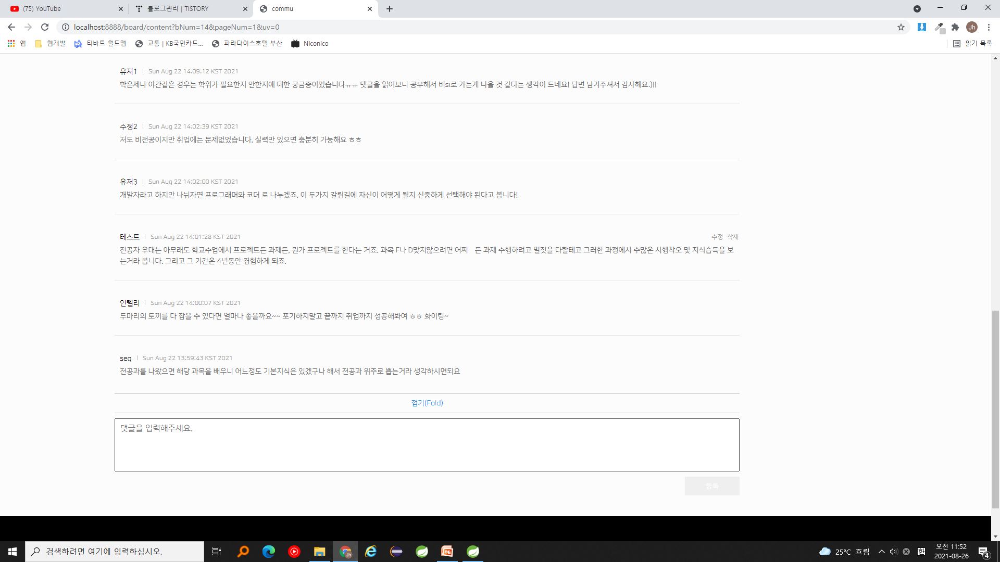 (75) YouTube
블로그관리 | TISTORY
commu
localhost:8888/board/content?bNum=14&pageNum=1&uv=0
Jh
앱
웹개발
티바트 월드맵
교통 | KB국민카드...
파라다이스호텔 부산
Niconico
읽기 목록
유저1 | Sun Aug 22 14:09:12 KST 2021
학은제나 야간같은 경우는 학위가 필요한지 안한지에 대한 궁금증이었습니다ㅠㅠ 댓글을 읽어보니 공부해서 비si로 가는게 나을 것 같다는 생각이 드네요! 답변 남겨주셔서 감사해요:)!!
수정2 | Sun Aug 22 14:02:39 KST 2021
저도 비전공이지만 취업에는 문제없었습니다. 실력만 있으면 충분히 가능해요 ㅎㅎ
유저3 | Sun Aug 22 14:02:00 KST 2021
개발자라고 하지만 나뉘자면 프로그래머와 코더 로 나누겠죠. 이 두가지 갈림길에 자신이 어떻게 될지 신중하게 선택해야 된다고 봅니다!
테스트 | Sun Aug 22 14:01:28 KST 2021
수정 삭제
전공자 우대는 아무래도 학교수업에서 프로젝트든 과제든, 뭔가 프로젝트를 한다는 거죠. 과목 F나 D맞지않으려면 어찌 든 과제 수행하려고 별짓을 다할테고 그러한 과정에서 수많은 시행착오 및 지식습득을 보
는거라 봅니다. 그리고 그 기간은 4년동안 경험하게 되죠.
인텔리 | Sun Aug 22 14:00:07 KST 2021
두마리의 토끼를 다 잡을 수 있다면 얼마나 좋을까요~~ 포기하지말고 끝까지 취업까지 성공해봐여 ㅎㅎ 화이팅~
seq | Sun Aug 22 13:59:43 KST 2021
전공과를 나왔으면 해당 과목을 배우니 어느정도 기본지식은 있겠구나 해서 전공과 위주로 뽑는거라 생각하시면되요
접기(Fold)
댓글을 입력해주세요.
등록
검색하려면 여기에 입력하십시오.
25°C 흐림
한
오전 11:52
2021-08-26
4